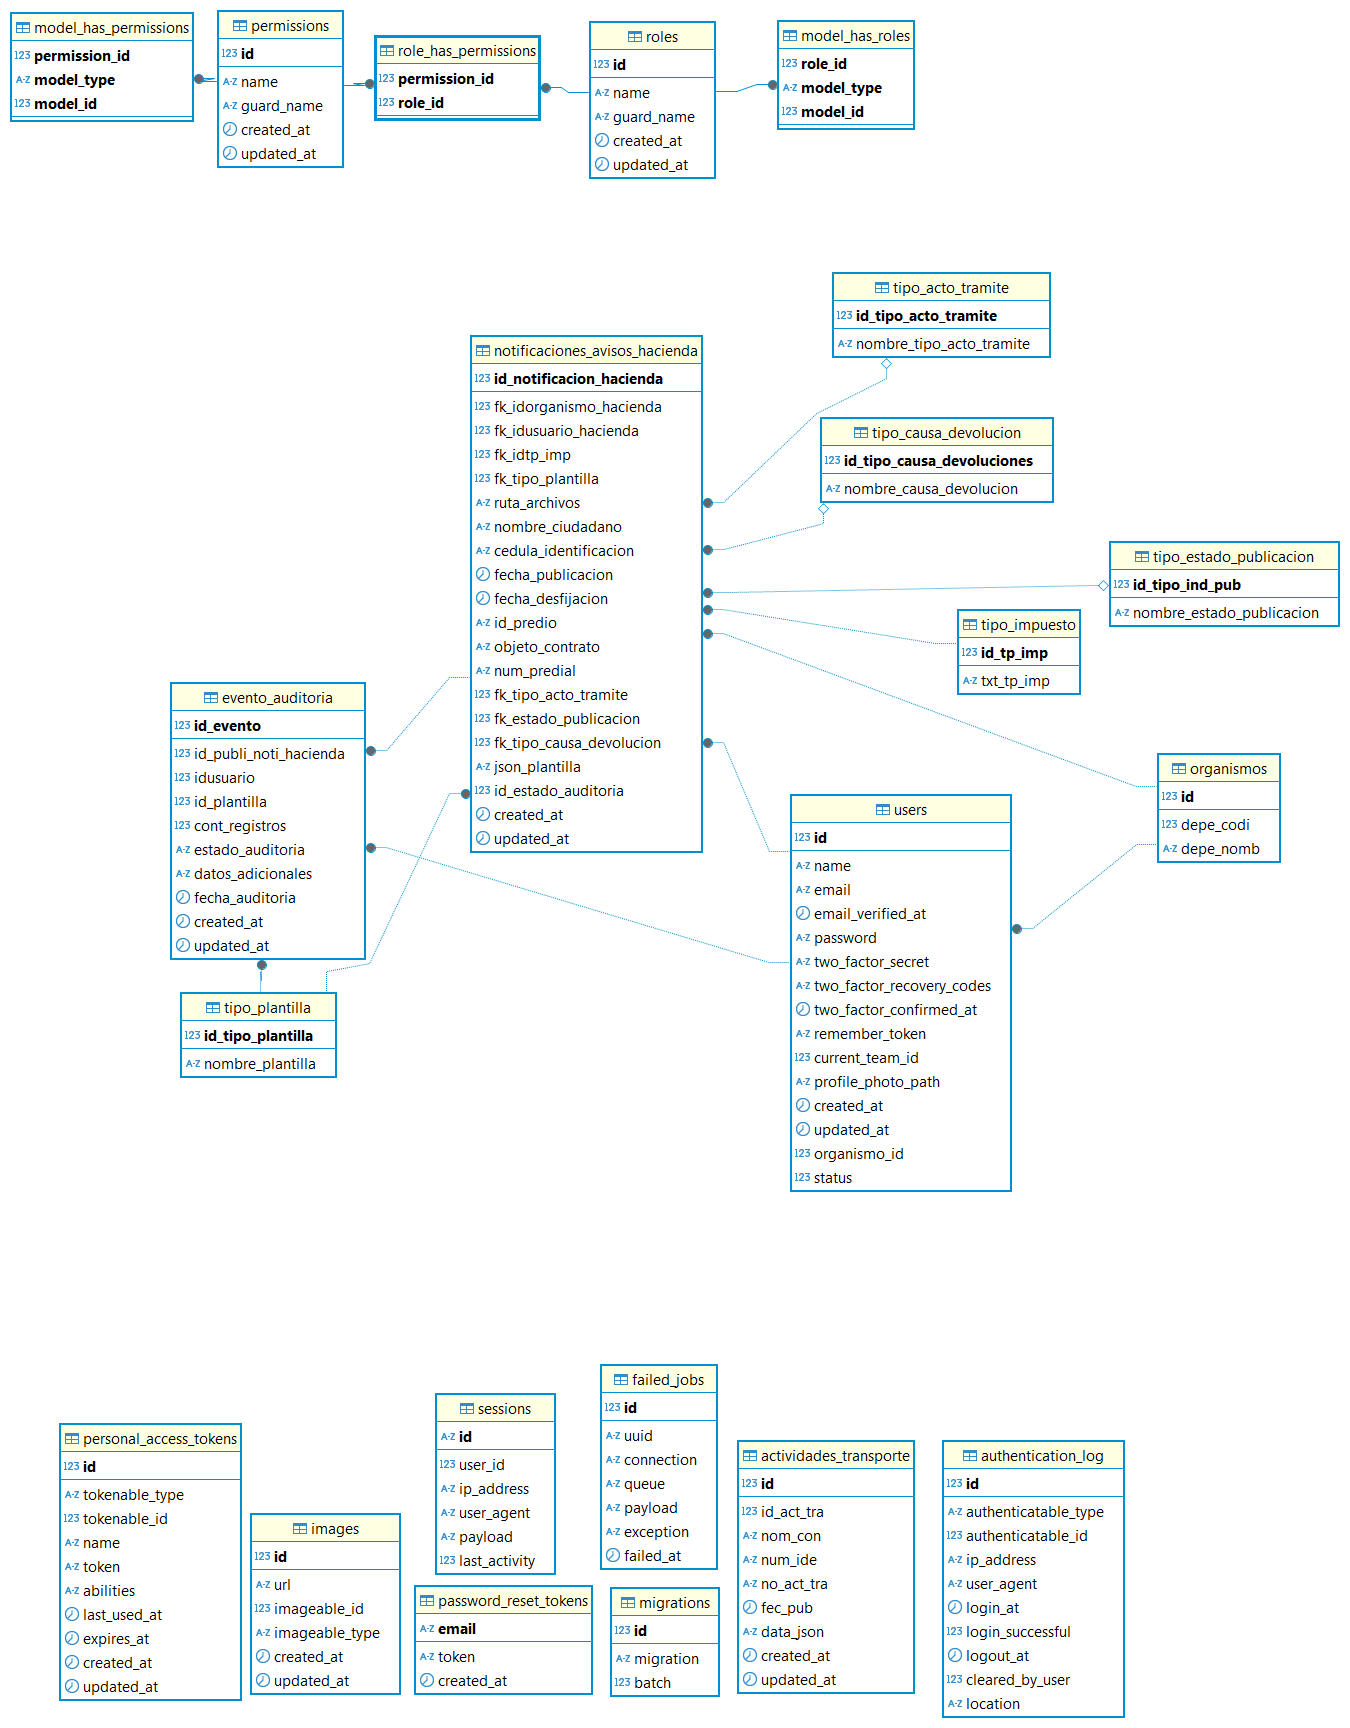 model_has_permissions
123 permission_id
A-Z model_type
123 model_id
permissions
123 id
A-Z name
A-Z guard_name
created_at
updated_at
role_has_permissions
123 permission_id
123 role_id
roles
123 id
A-Z name
A-Z guard_name
created_at
updated_at
model_has_roles
123 role_id
A-Z model_type
123 model_id
tipo_acto_tramite
123 id_tipo_acto_tramite
A-Z nombre_tipo_acto_tramite
notificaciones_avisos_hacienda
123 id_notificacion_hacienda
123 fk_idorganismo_hacienda
123 fk_idusuario_hacienda
123 fk_idtp_imp
123 fk_tipo_plantilla
A-Z ruta_archivos
A-Z nombre_ciudadano
A-Z cedula_identificacion
fecha_publicacion
fecha_desfijacion
A-Z id_predio
A-Z objeto_contrato
A-Z num_predial
123 fk_tipo_acto_tramite
123 fk_estado_publicacion
123 fk_tipo_causa_devolucion
A-Z json_plantilla
123 id_estado_auditoria
created_at
updated_at
tipo_causa_devolucion
123 id_tipo_causa_devoluciones
A-Z nombre_causa_devolucion
tipo_estado_publicacion
123 id_tipo_ind_pub
A-Z nombre_estado_publicacion
tipo_impuesto
123 id_tp_imp
A-Z txt_tp_imp
evento_auditoria
123 id_evento
123 id_publi_noti_hacienda
123 idusuario
123 id_plantilla
123 cont_registros
A-Z estado_auditoria
A-Z datos_adicionales
fecha_auditoria
created_at
updated_at
organismos
123 id
123 depe_codi
A-Z depe_nomb
users
123 id
A-Z name
A-Z email
email_verified_at
A-Z password
A-Z two_factor_secret
A-Z two_factor_recovery_codes
two_factor_confirmed_at
A-Z remember_token
123 current_team_id
A-Z profile_photo_path
created_at
updated_at
123 organismo_id
123 status
tipo_plantilla
123 id_tipo_plantilla
A-Z nombre_plantilla
personal_access_tokens
123 id
A-Z tokenable_type
123 tokenable_id
A-Z name
A-Z token
A-Z abilities
last_used_at
expires_at
created_at
updated_at
images
123 id
A-Z url
123 imageable_id
A-Z imageable_type
created_at
updated_at
sessions
A-Z id
123 user_id
A-Z ip_address
A-Z user_agent
A-Z payload
123 last_activity
password_reset_tokens
A-Z email
A-Z token
created_at
failed_jobs
123 id
A-Z uuid
A-Z connection
A-Z queue
A-Z payload
A-Z exception
failed_at
migrations
123 id
A-Z migration
123 batch
actividades_transporte
123 id
123 id_act_tra
A-Z nom_con
A-Z num_ide
A-Z no_act_tra
fec_pub
A-Z data_json
created_at
updated_at
authentication_log
123 id
A-Z authenticatable_type
123 authenticatable_id
A-Z ip_address
A-Z user_agent
login_at
123 login_successful
logout_at
123 cleared_by_user
A-Z location